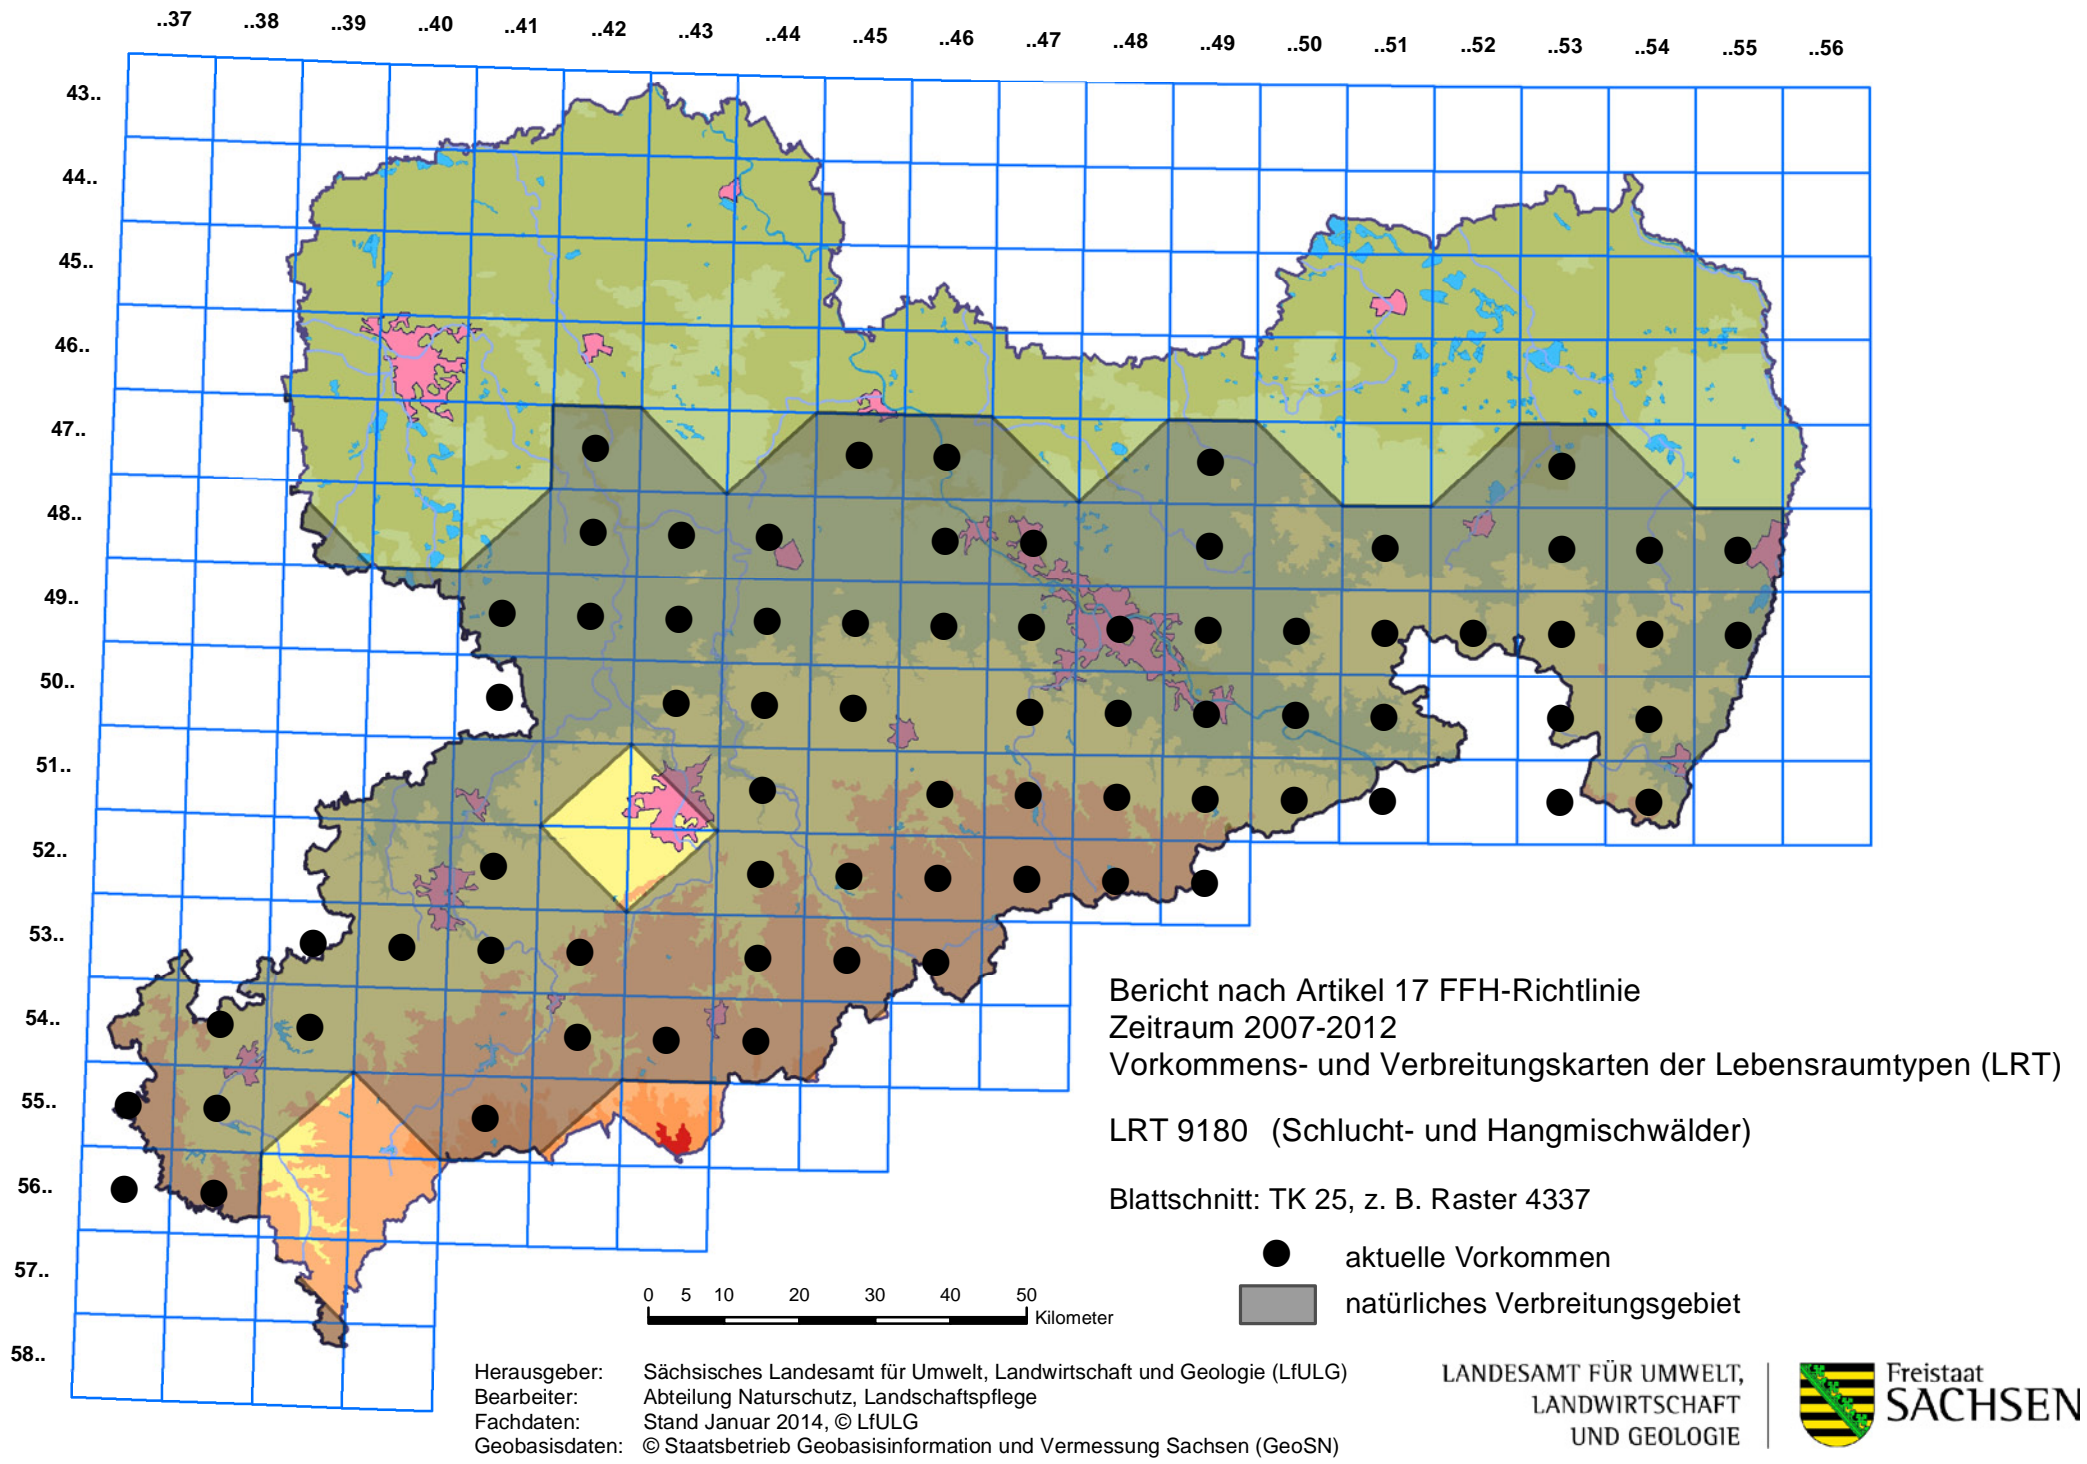 ..37 ..38 ..39 ..40 ..41 ..42 ..43 ..44 ..45 ..46 ..47 ..48 ..49 ..50 ..51 ..52 ..53 ..54 ..55 ..56
43..
44..
45..
46..
47..
48..
49..
50..
51..
52..
53..
54..
55..
56..
57..
58..
Bericht nach Artikel 17 FFH-Richtlinie
Zeitraum 2007-2012
Vorkommens- und Verbreitungskarten der Lebensraumtypen (LRT)
LRT 9180 (Schlucht- und Hangmischwälder)
Blattschnitt: TK 25, z. B. Raster 4337
aktuelle Vorkommen
natürliches Verbreitungsgebiet
0 5 10 20 30 40 50
Kilometer
Herausgeber: Sächsisches Landesamt für Umwelt, Landwirtschaft und Geologie (LfULG)
Bearbeiter: Abteilung Naturschutz, Landschaftspflege
Fachdaten: Stand Januar 2014, © LfULG
Geobasisdaten: © Staatsbetrieb Geobasisinformation und Vermessung Sachsen (GeoSN)
LANDESAMT FÜR UMWELT,
LANDWIRTSCHAFT
UND GEOLOGIE
Freistaat
SACHSEN